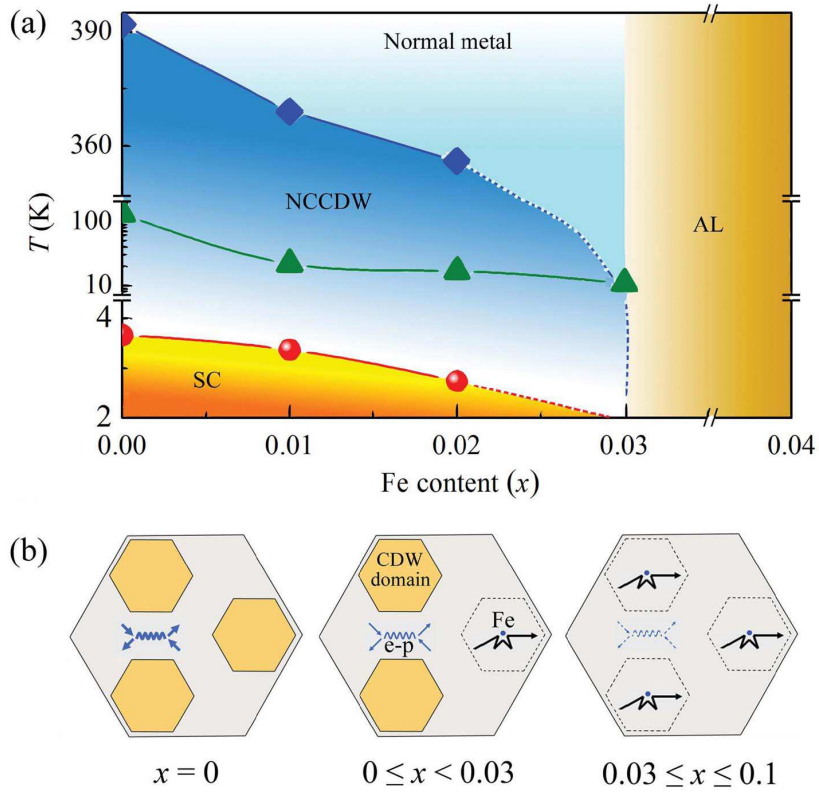 (a)
390
360
100
10
4
2
T (K)
Normal metal
NCCDW
AL
SC
0.00 0.01 0.02 0.03 0.04
Fe content (x)
(b)
CDW
domain
Fe
e-p
x = 0
0 ≤ x < 0.03
0.03 ≤ x ≤ 0.1